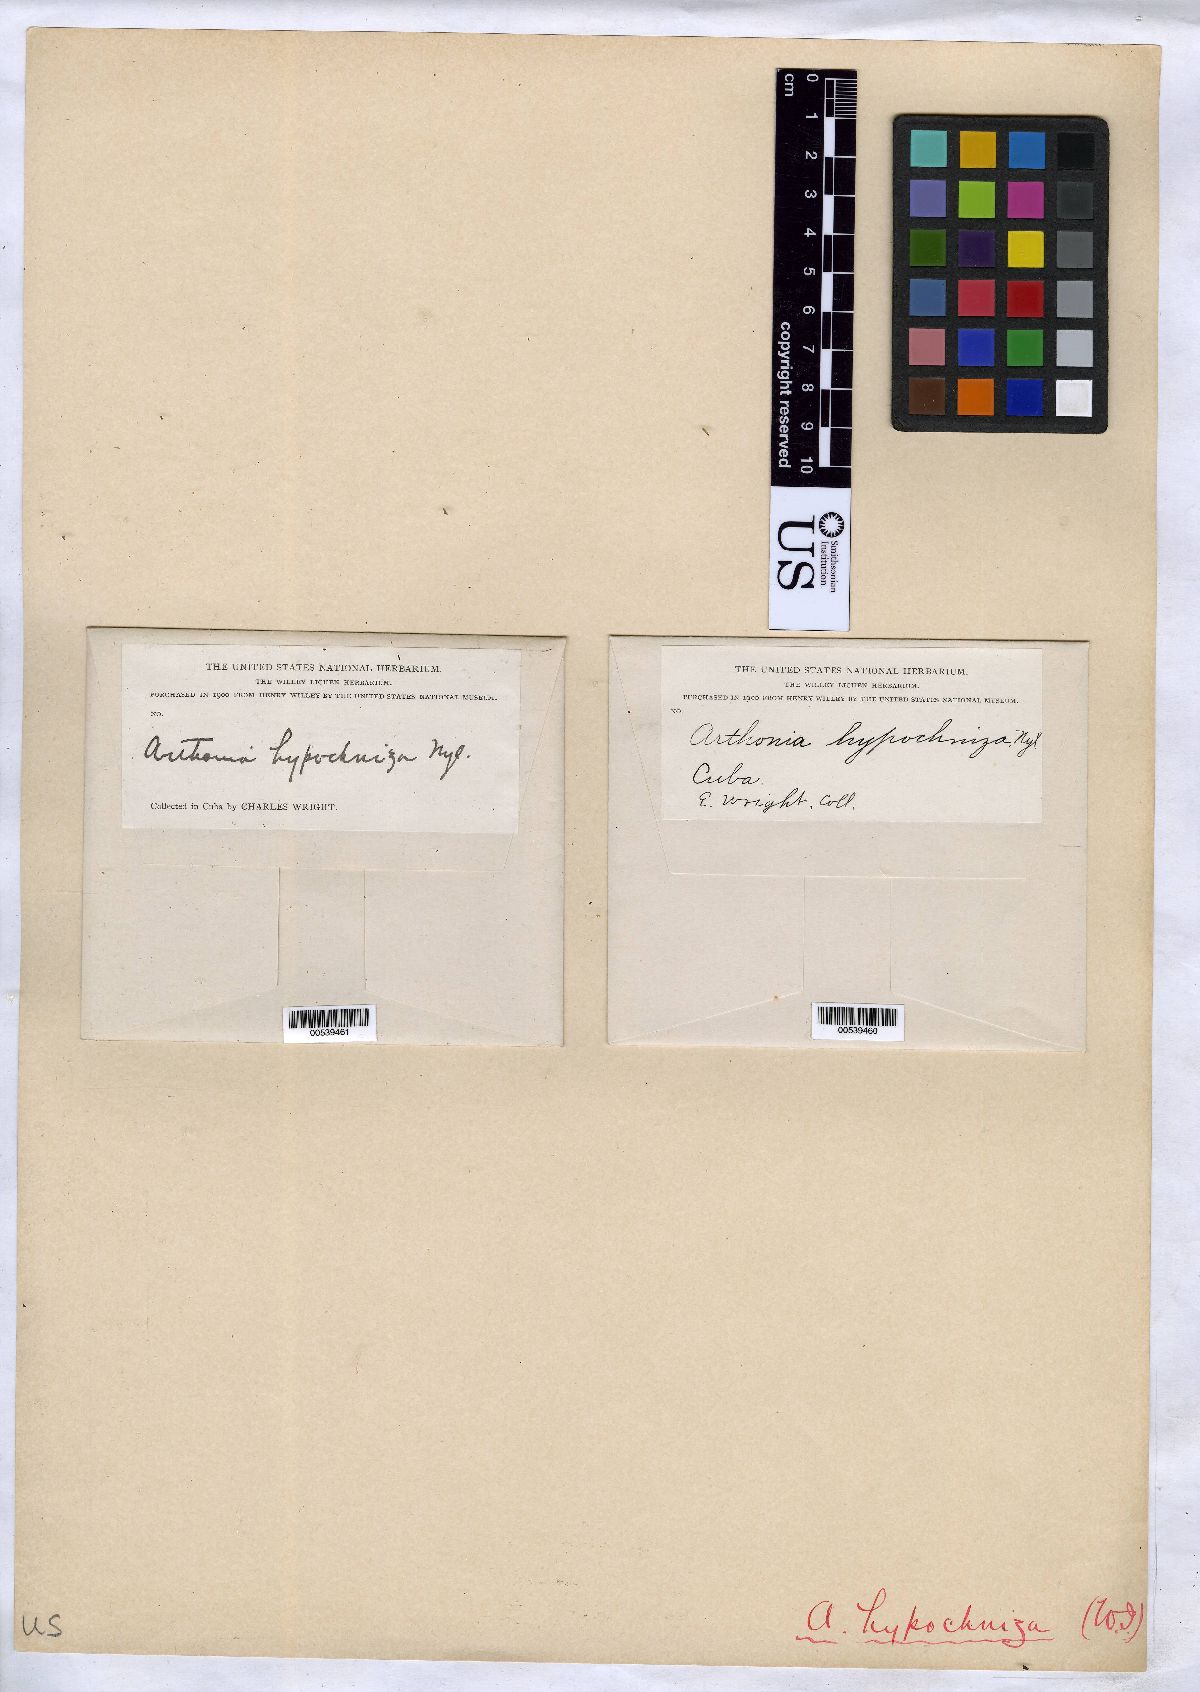 cm
0
1
2
3
4
5
6
7
8
9
10
copyright reserved
Smithsonian
Institution
US
THE UNITED STATES NATIONAL HERBARIUM.
THE WILLEY LICHEN HERBARIUM.
PURCHASED IN 1900 FROM HENRY WILLEY BY THE UNITED STATES NATIONAL MUSEUM.
NO.
Arthonia hypochniza Nyl.
Collected in Cuba by CHARLES WRIGHT.
00539461
THE UNITED STATES NATIONAL HERBARIUM.
THE WILLEY LICHEN HERBARIUM.
PURCHASED IN 1900 FROM HENRY WILLEY BY THE UNITED STATES NATIONAL MUSEUM.
NO.
Arthonia hypochniza, Nyl
Cuba.
E. Wright, Coll.
00539460
US
A. hypochniza (W.I.)